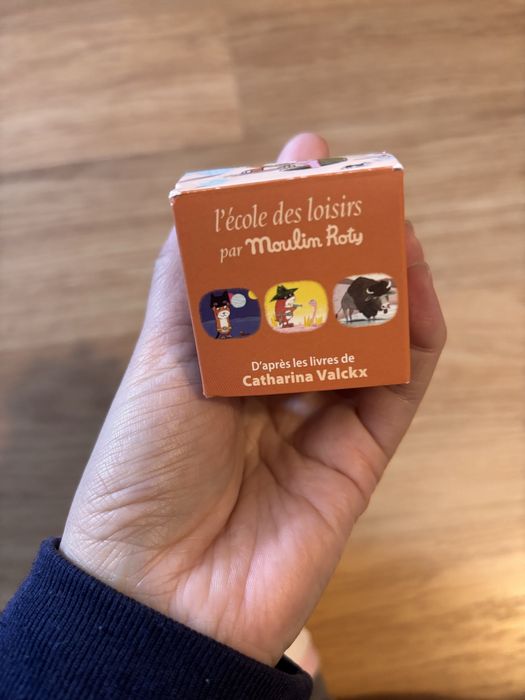 l'école des loisirs
par Moulin Roty
D'après les livres de
Catharina Valckx